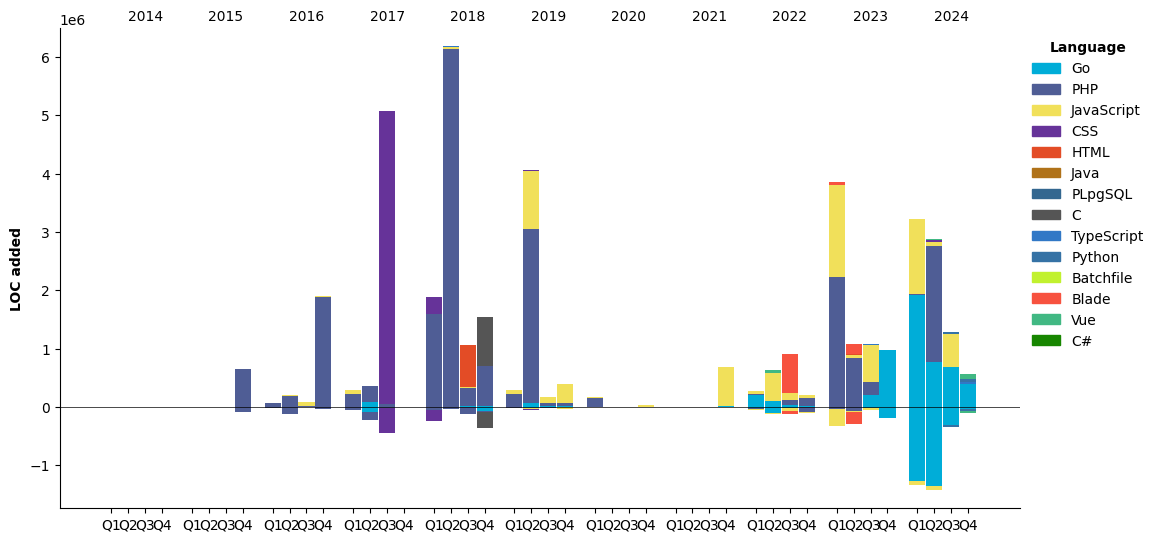 1e6
2014 2015 2016 2017 2018 2019 2020 2021 2022 2023 2024
LOC added
6
5
4
3
2
1
0
−1
Q1Q2Q3Q4 Q1Q2Q3Q4 Q1Q2Q3Q4 Q1Q2Q3Q4 Q1Q2Q3Q4 Q1Q2Q3Q4 Q1Q2Q3Q4 Q1Q2Q3Q4 Q1Q2Q3Q4 Q1Q2Q3Q4 Q1Q2Q3Q4
Language
Go
PHP
JavaScript
CSS
HTML
Java
PLpgSQL
C
TypeScript
Python
Batchfile
Blade
Vue
C#